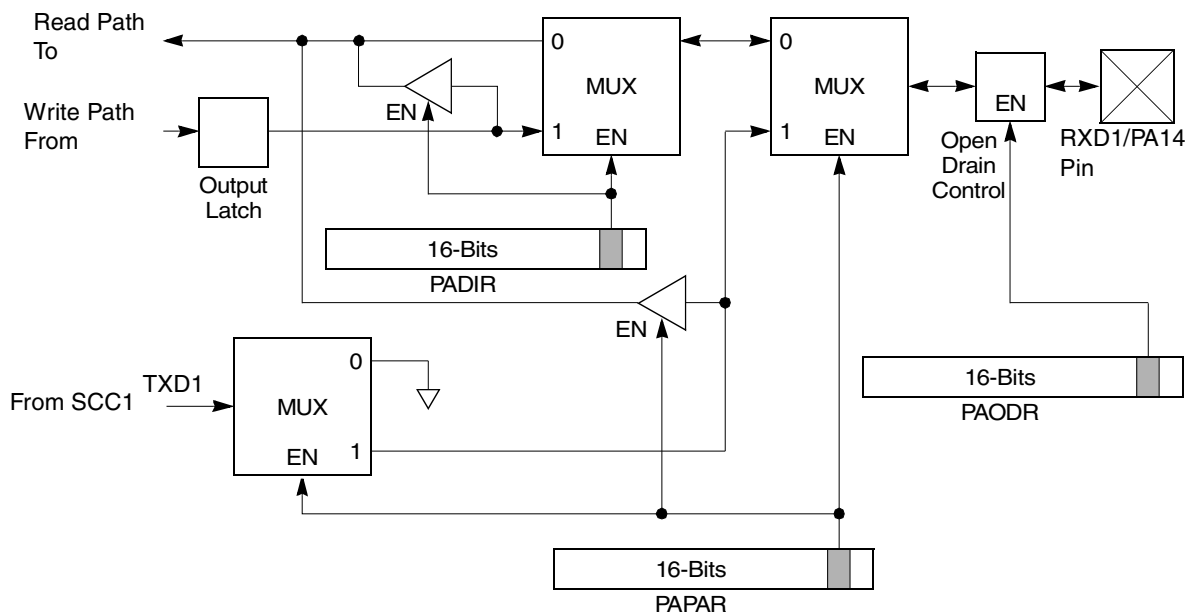 Read Path
To
0
MUX
0
MUX
EN
Write Path
From
1
EN
1
EN
EN
Open
Drain
Control
RXD1/PA14
Pin
Output
Latch
16-Bits
PADIR
EN
0
From SCC1
TXD1
MUX
EN
1
16-Bits
PAODR
16-Bits
PAPAR